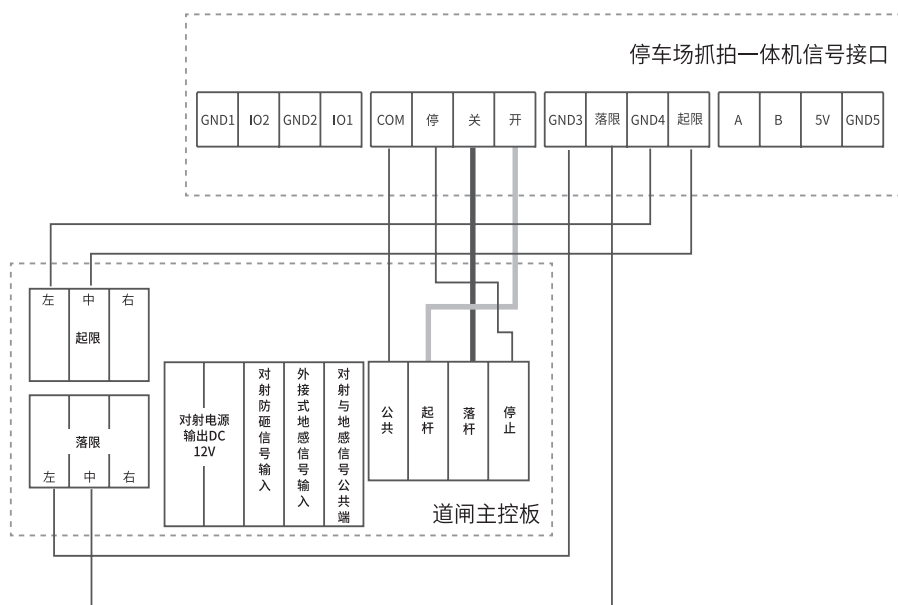 停车场抓拍一体机信号接口
GND1 IO2 GND2 IO1
COM 停 关 开
GND3 落限 GND4 起限
A B 5V GND5
左 中 右
起限
落限
左 中 右
对射电源
输出DC
12V
对射防砸信号输入
外接式地感信号输入
对射与地感信号公共端
公共
起杆
落杆
停止
道闸主控板